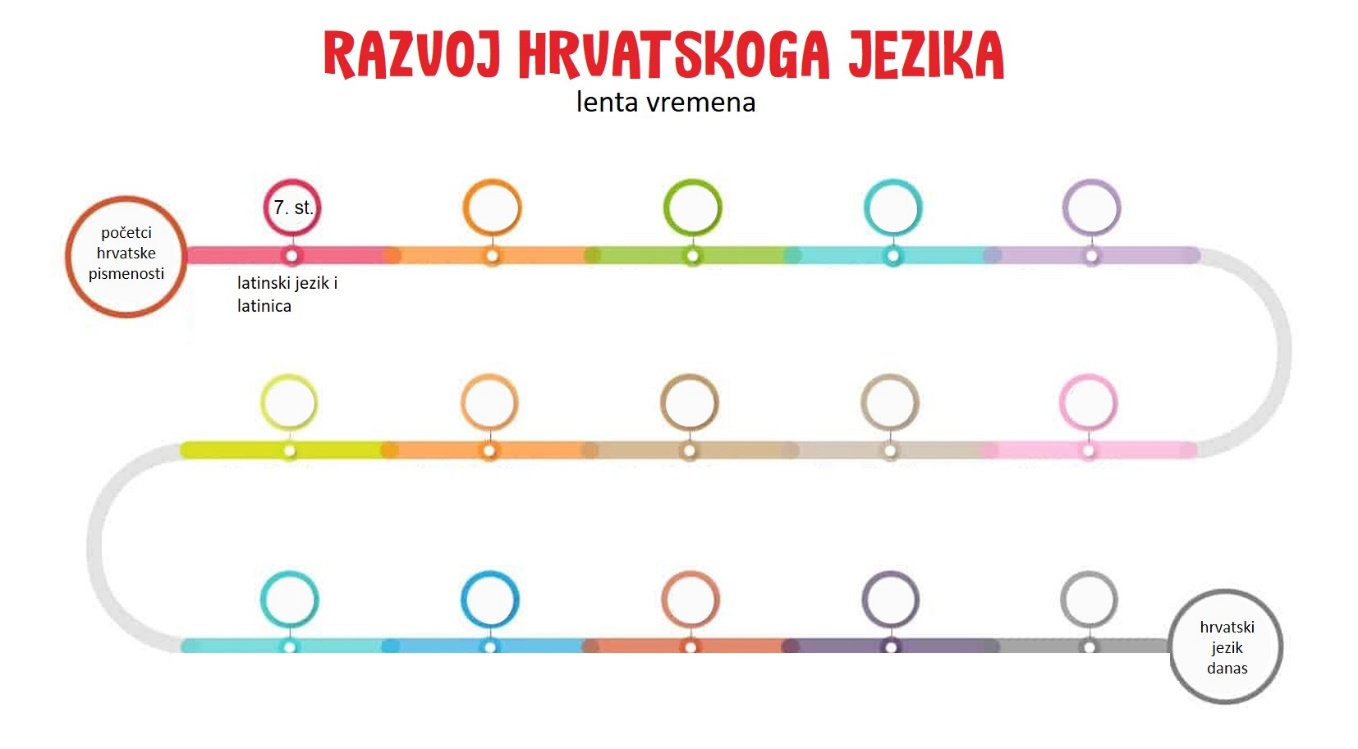 RAZVOJ HRVATSKOGA JEZIKA
lenta vremena
početci
hrvatske
pismenosti
7. st.
latinski jezik i
latinica
hrvatski
jezik
danas